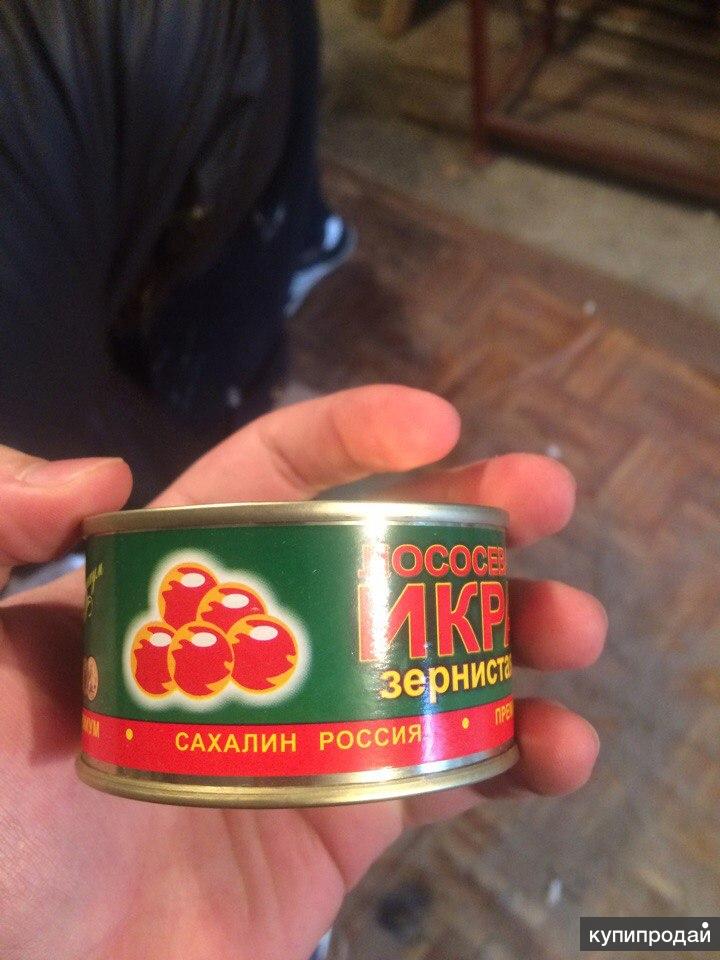 ЛОСОСЕВ
ИКРА
зерниста
САХАЛИН РОССИЯ
купипродай